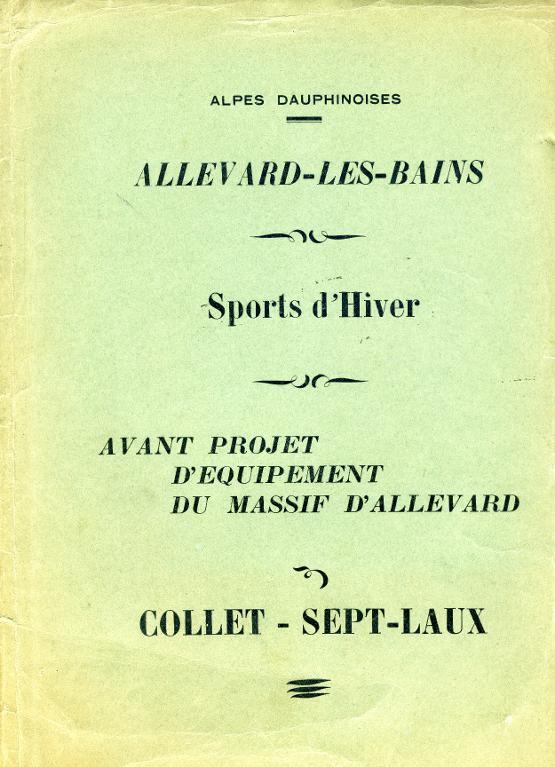 ALPES DAUPHINOISES
ALLEVARD-LES-BAINS
Sports d'Hiver
AVANT PROJET
D'EQUIPEMENT
DU MASSIF D'ALLEVARD
COLLET - SEPT-LAUX